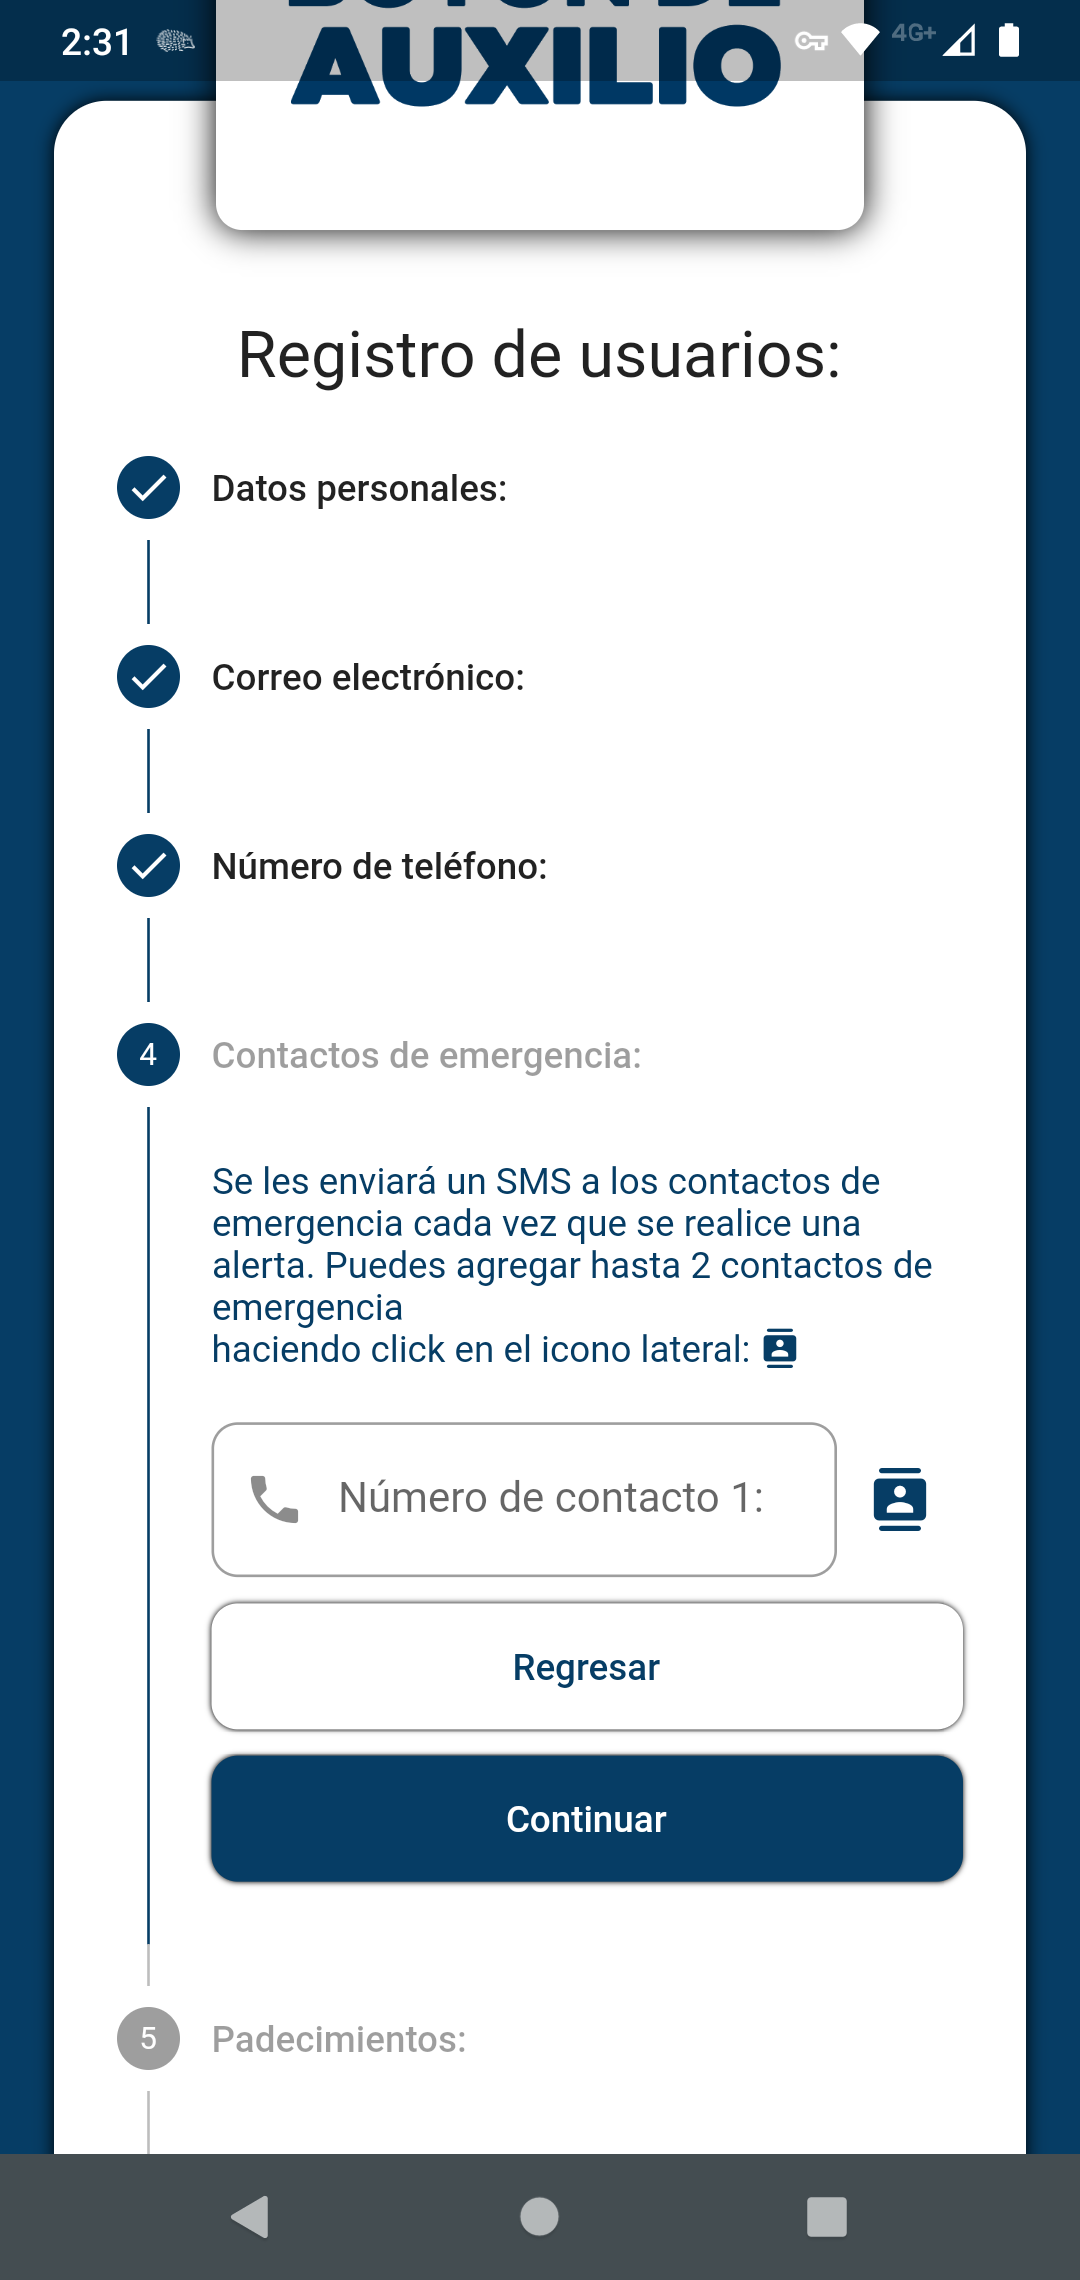 2:31
4G+
BOTÓN DE
AUXILIO
Registro de usuarios:
Datos personales:
Correo electrónico:
Número de teléfono:
4
Contactos de emergencia:
Se les enviará un SMS a los contactos de
emergencia cada vez que se realice una
alerta. Puedes agregar hasta 2 contactos de
emergencia
haciendo click en el icono lateral:
Número de contacto 1:
Regresar
Continuar
5
Padecimientos: